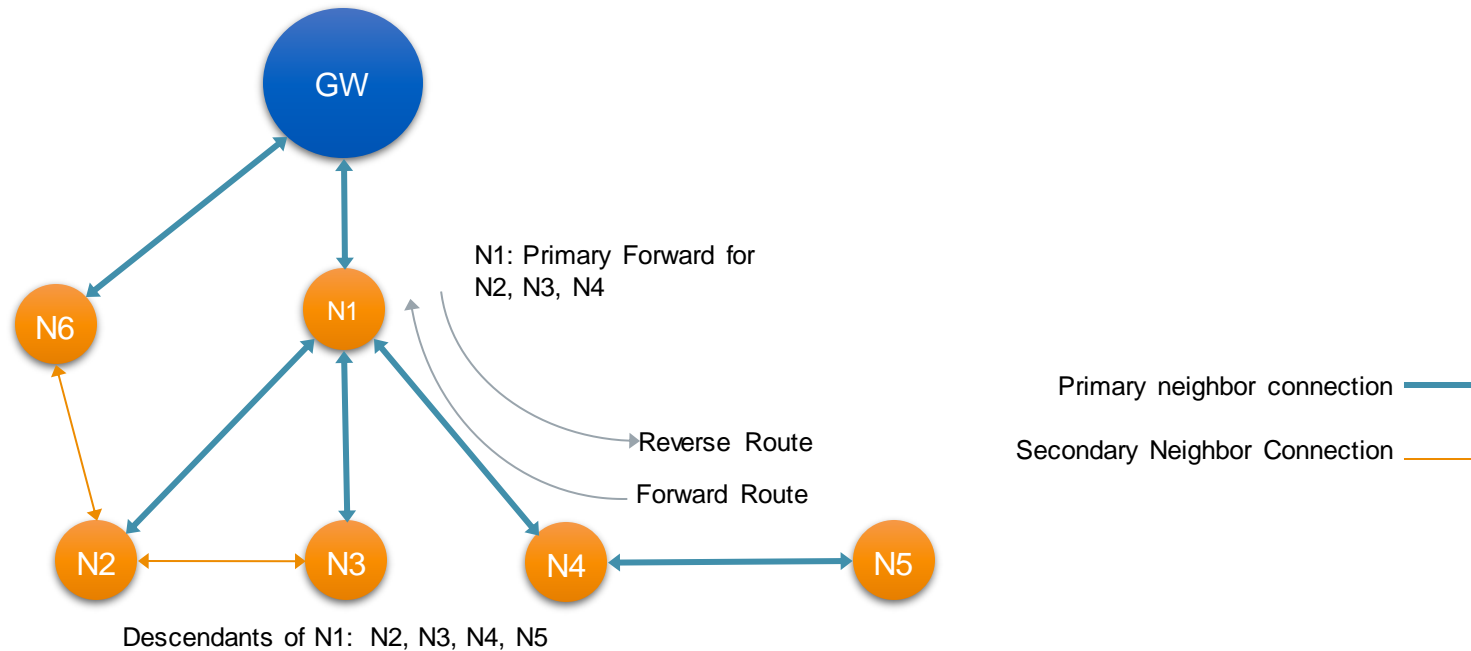 GW
N1: Primary Forward for
N2, N3, N4
N6
N1
Primary neighbor connection
Reverse Route
Secondary Neighbor Connection
Forward Route
N2
N3
N4
N5
Descendants of N1: N2, N3, N4, N5